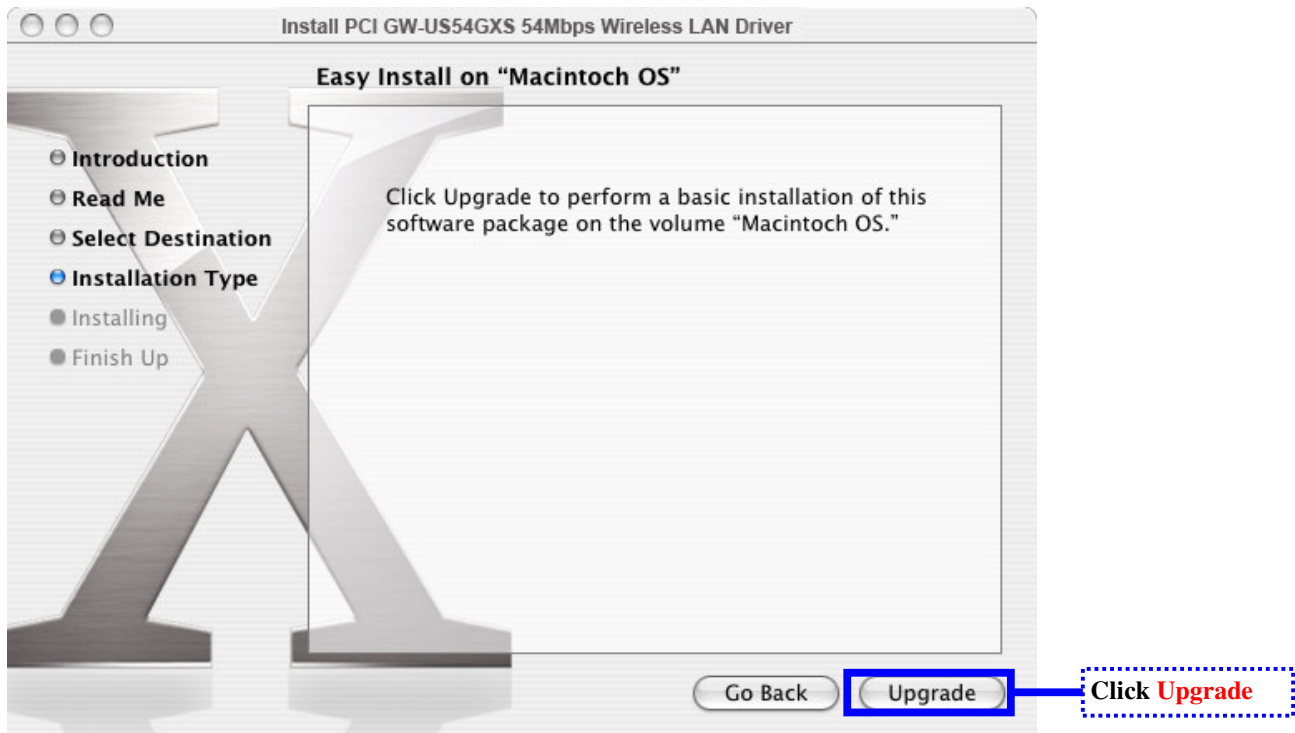 Install PCI GW-US54GXS 54Mbps Wireless LAN Driver
Easy Install on “Macintoch OS”
Introduction
Read Me
Select Destination
Installation Type
Installing
Finish Up
Click Upgrade to perform a basic installation of this
software package on the volume “Macintoch OS.”
Go Back
Upgrade
Click Upgrade